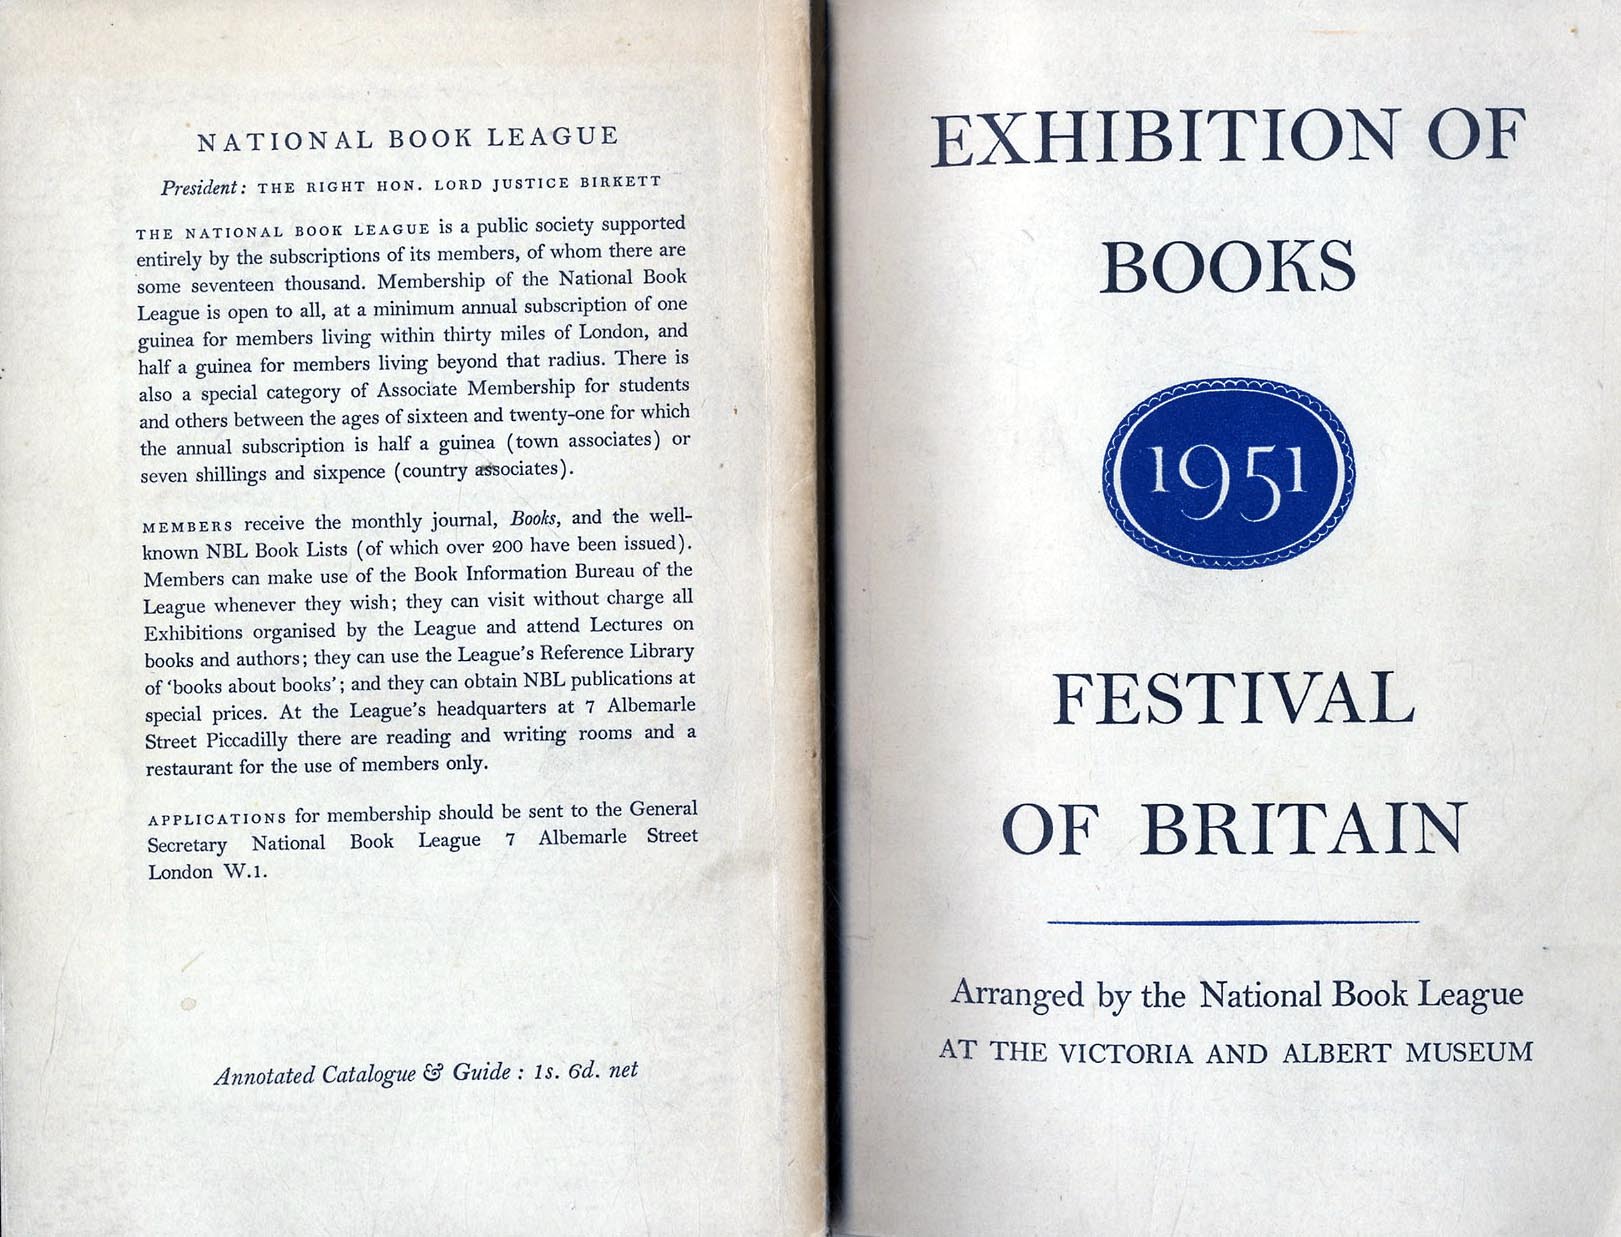 NATIONAL BOOK LEAGUE
President: THE RIGHT HON. LORD JUSTICE BIRKETT
THE NATIONAL BOOK LEAGUE is a public society supported
entirely by the subscriptions of its members, of whom there are
some seventeen thousand. Membership of the National Book
League is open to all, at a minimum annual subscription of one
guinea for members living within thirty miles of London, and
half a guinea for members living beyond that radius. There is
also a special category of Associate Membership for students
and others between the ages of sixteen and twenty-one for which
the annual subscription is half a guinea (town associates) or
seven shillings and sixpence (country associates).
MEMBERS receive the monthly journal, Books, and the well-
known NBL Book Lists (of which over 200 have been issued).
Members can make use of the Book Information Bureau of the
League whenever they wish; they can visit without charge all
Exhibitions organised by the League and attend Lectures on
books and authors; they can use the League's Reference Library
of 'books about books'; and they can obtain NBL publications at
special prices. At the League's headquarters at 7 Albemarle
Street Piccadilly there are reading and writing rooms and a
restaurant for the use of members only.
APPLICATIONS for membership should be sent to the General
Secretary National Book League 7 Albemarle Street
London W.1.
Annotated Catalogue & Guide : 1s. 6d. net
EXHIBITION OF
BOOKS
1951
FESTIVAL
OF BRITAIN
Arranged by the National Book League
AT THE VICTORIA AND ALBERT MUSEUM